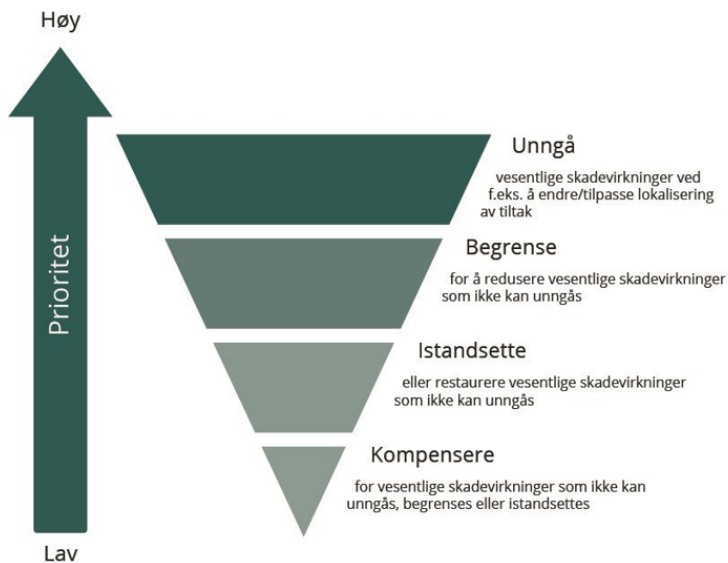 Høy
Prioritet
Unngå
vesentlige skadevirkninger ved
f.eks. å endre/tilpasse lokalisering
av tiltak
Begrense
for å redusere vesentlige skadevirkninger
som ikke kan unngås
Istandsette
eller restaurere vesentlige skadevirkninger
som ikke kan unngås
Kompensere
for vesentlige skadevirkninger som ikke kan
unngås, begrenses eller istandsettes
Lav